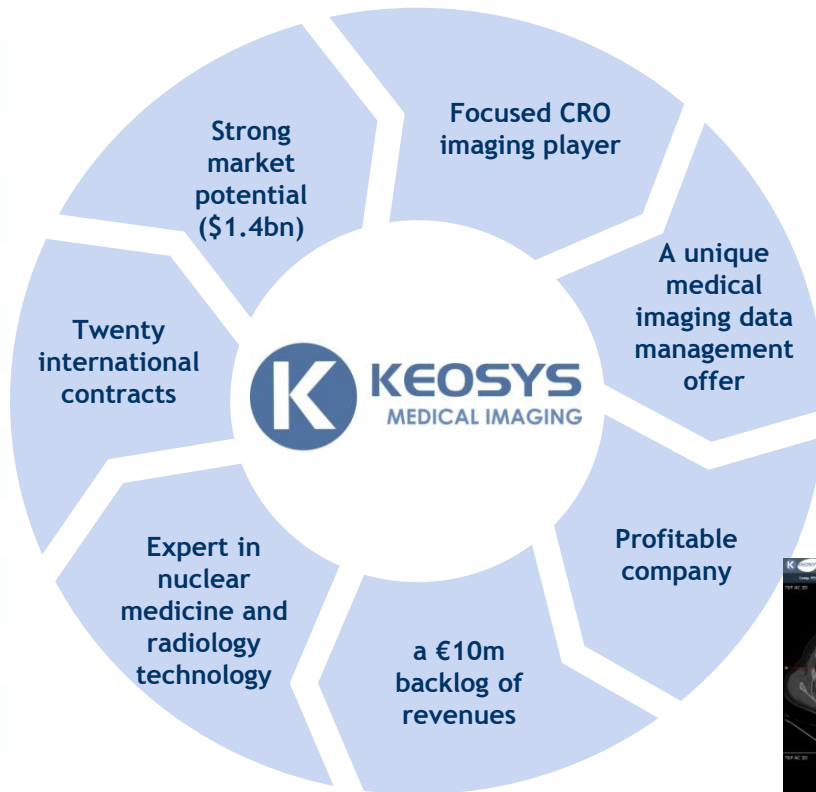 Focused CRO
imaging player
A unique
medical
imaging data
management
offer
Profitable
company
a €10m
backlog of
revenues
Expert in
nuclear
medicine and
radiology
technology
Twenty
international
contracts
Strong
market
potential
($1.4bn)
K KEOSYS
MEDICAL IMAGING